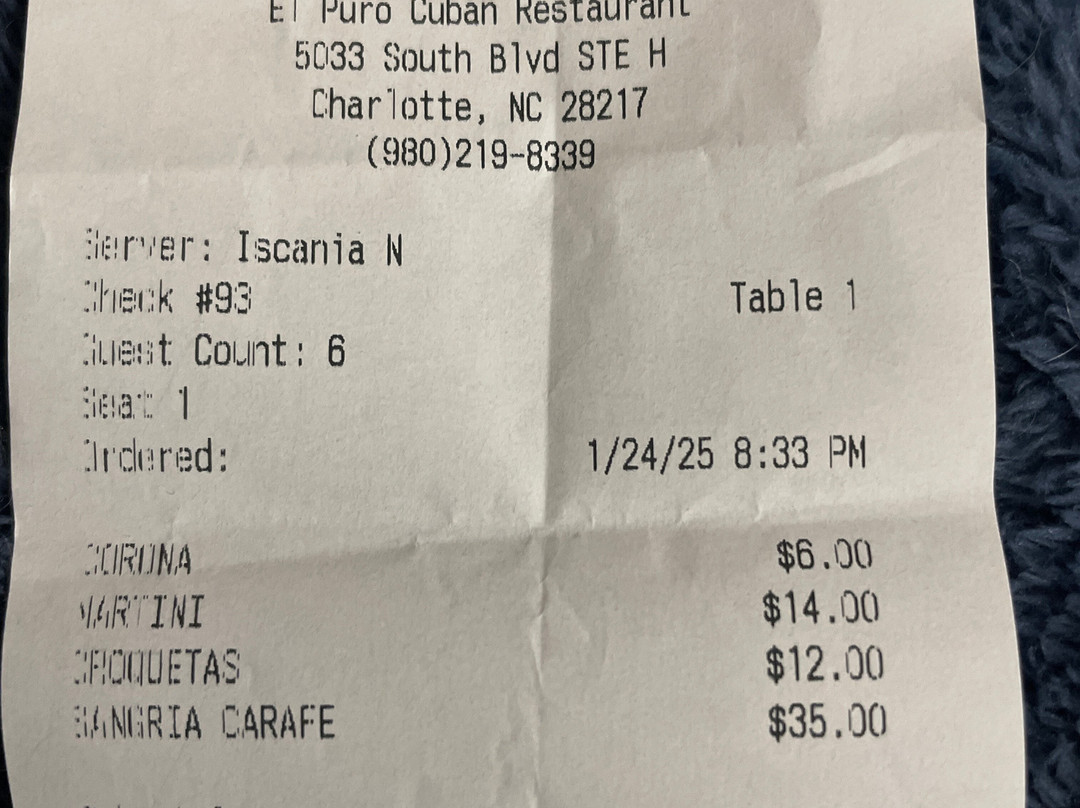 El Puro Cuban Restaurant
5033 South Blvd STE H
Charlotte, NC 28217
(980)219-8339
Server: Iscania N
Check #93 Table 1
Guest Count: 6
Seat 1
Ordered: 1/24/25 8:33 PM
CORONA $6.00
MARTINI $14.00
CROQUETAS $12.00
SANGRIA CARAFE $35.00